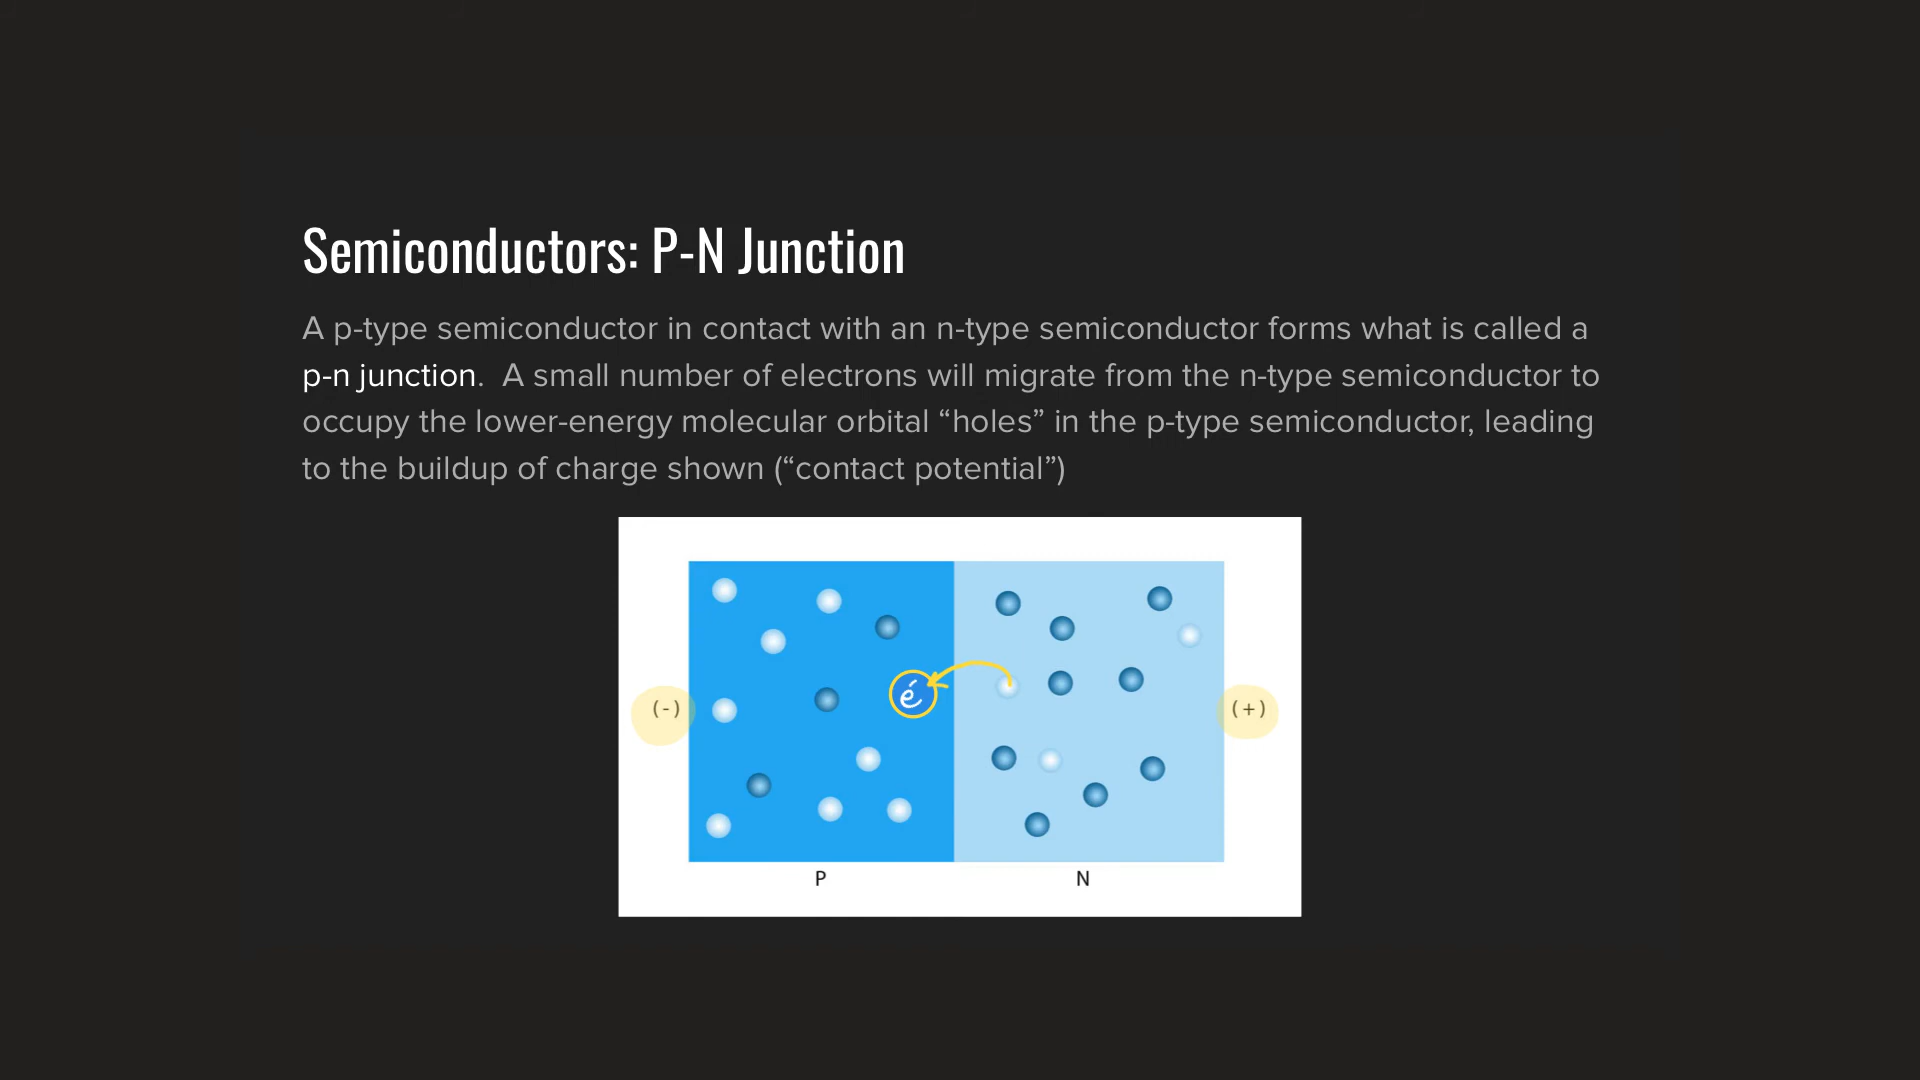 Semiconductors: P-N Junction
A p-type semiconductor in contact with an n-type semiconductor forms what is called a
p-n junction.  A small number of electrons will migrate from the n-type semiconductor to
occupy the lower-energy molecular orbital “holes” in the p-type semiconductor, leading
to the buildup of charge shown (“contact potential”)
é
(-)
(+)
P
N